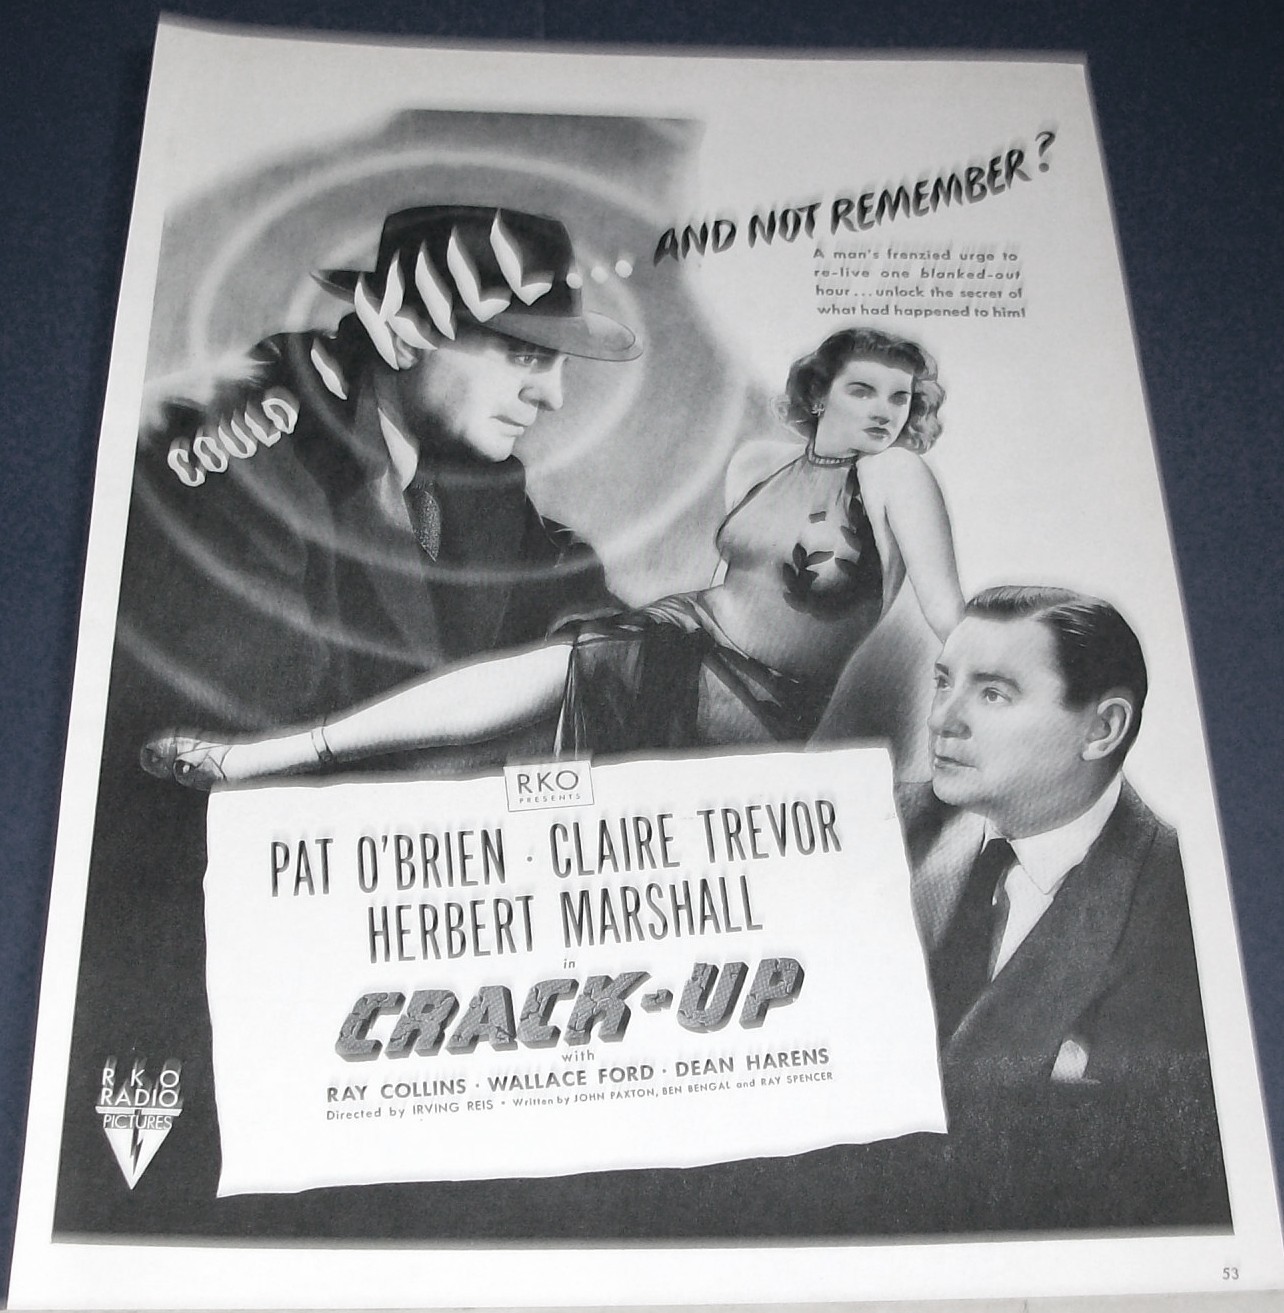 COULD I KILL... AND NOT REMEMBER?
A man's frenzied urge to
re-live one blanked-out
hour...unlock the secret of
what had happened to him!
RKO
PRESENTS
PAT O'BRIEN · CLAIRE TREVOR
HERBERT MARSHALL
in
CRACK-UP
with
RAY COLLINS · WALLACE FORD · DEAN HARENS
Directed by IRVING REIS · Written by JOHN PAXTON, BEN BENGAL and RAY SPENCER
RKO
RADIO
PICTURES
53